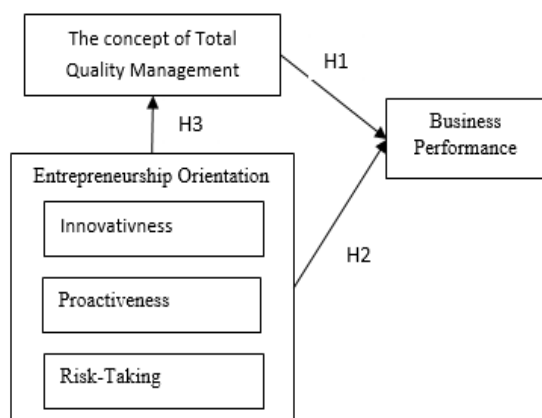 The concept of Total
Quality Management
H1
Business
Performance
H3
Entrepreneurship Orientation
Innovativness
H2
Proactiveness
Risk-Taking